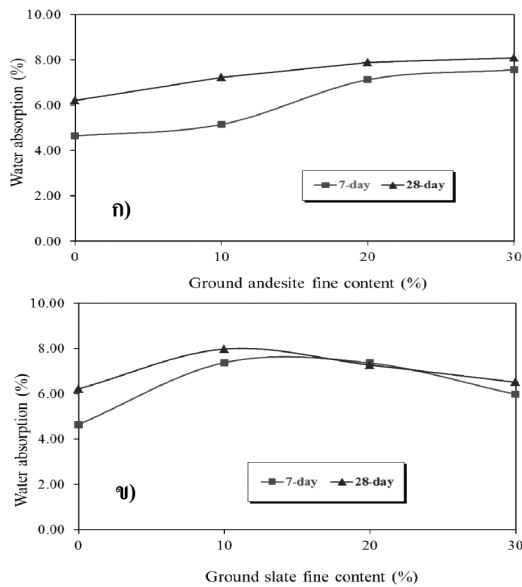 10.00
8.00
6.00
4.00
2.00
0.00
Water absorption (%)
7-day 28-day
ก)
0 10 20 30
Ground andesite fine content (%)
10.00
8.00
6.00
4.00
2.00
0.00
Water absorption (%)
7-day 28-day
ข)
0 10 20 30
Ground slate fine content (%)